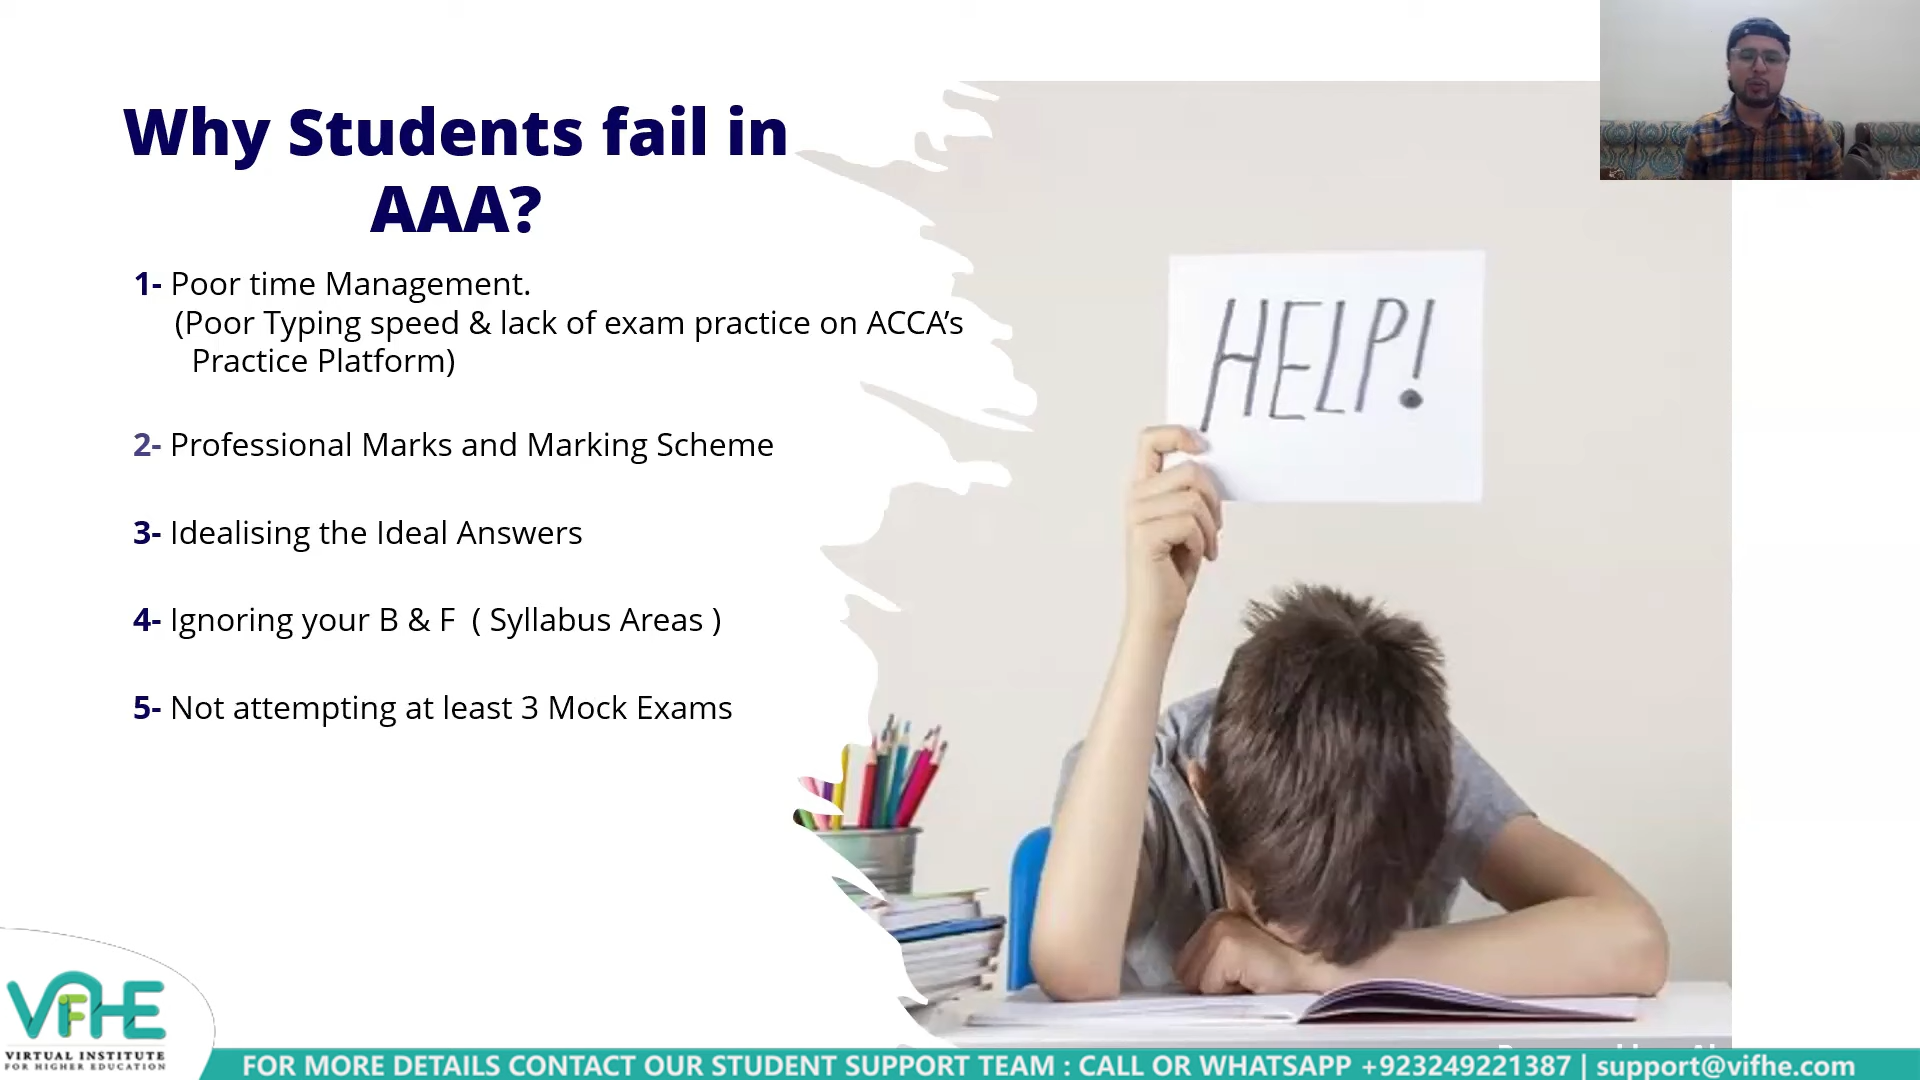 Why Students fail in
AAA?
1- Poor time Management.
(Poor Typing speed & lack of exam practice on ACCA’s
Practice Platform)
2- Professional Marks and Marking Scheme
3- Idealising the Ideal Answers
4- Ignoring your B & F ( Syllabus Areas )
5- Not attempting at least 3 Mock Exams
HELP!
VIFHE
VIRTUAL INSTITUTE
FOR HIGHER EDUCATION
FOR MORE DETAILS CONTACT OUR STUDENT SUPPORT TEAM : CALL OR WHATSAPP +923249221387 | support@vifhe.com